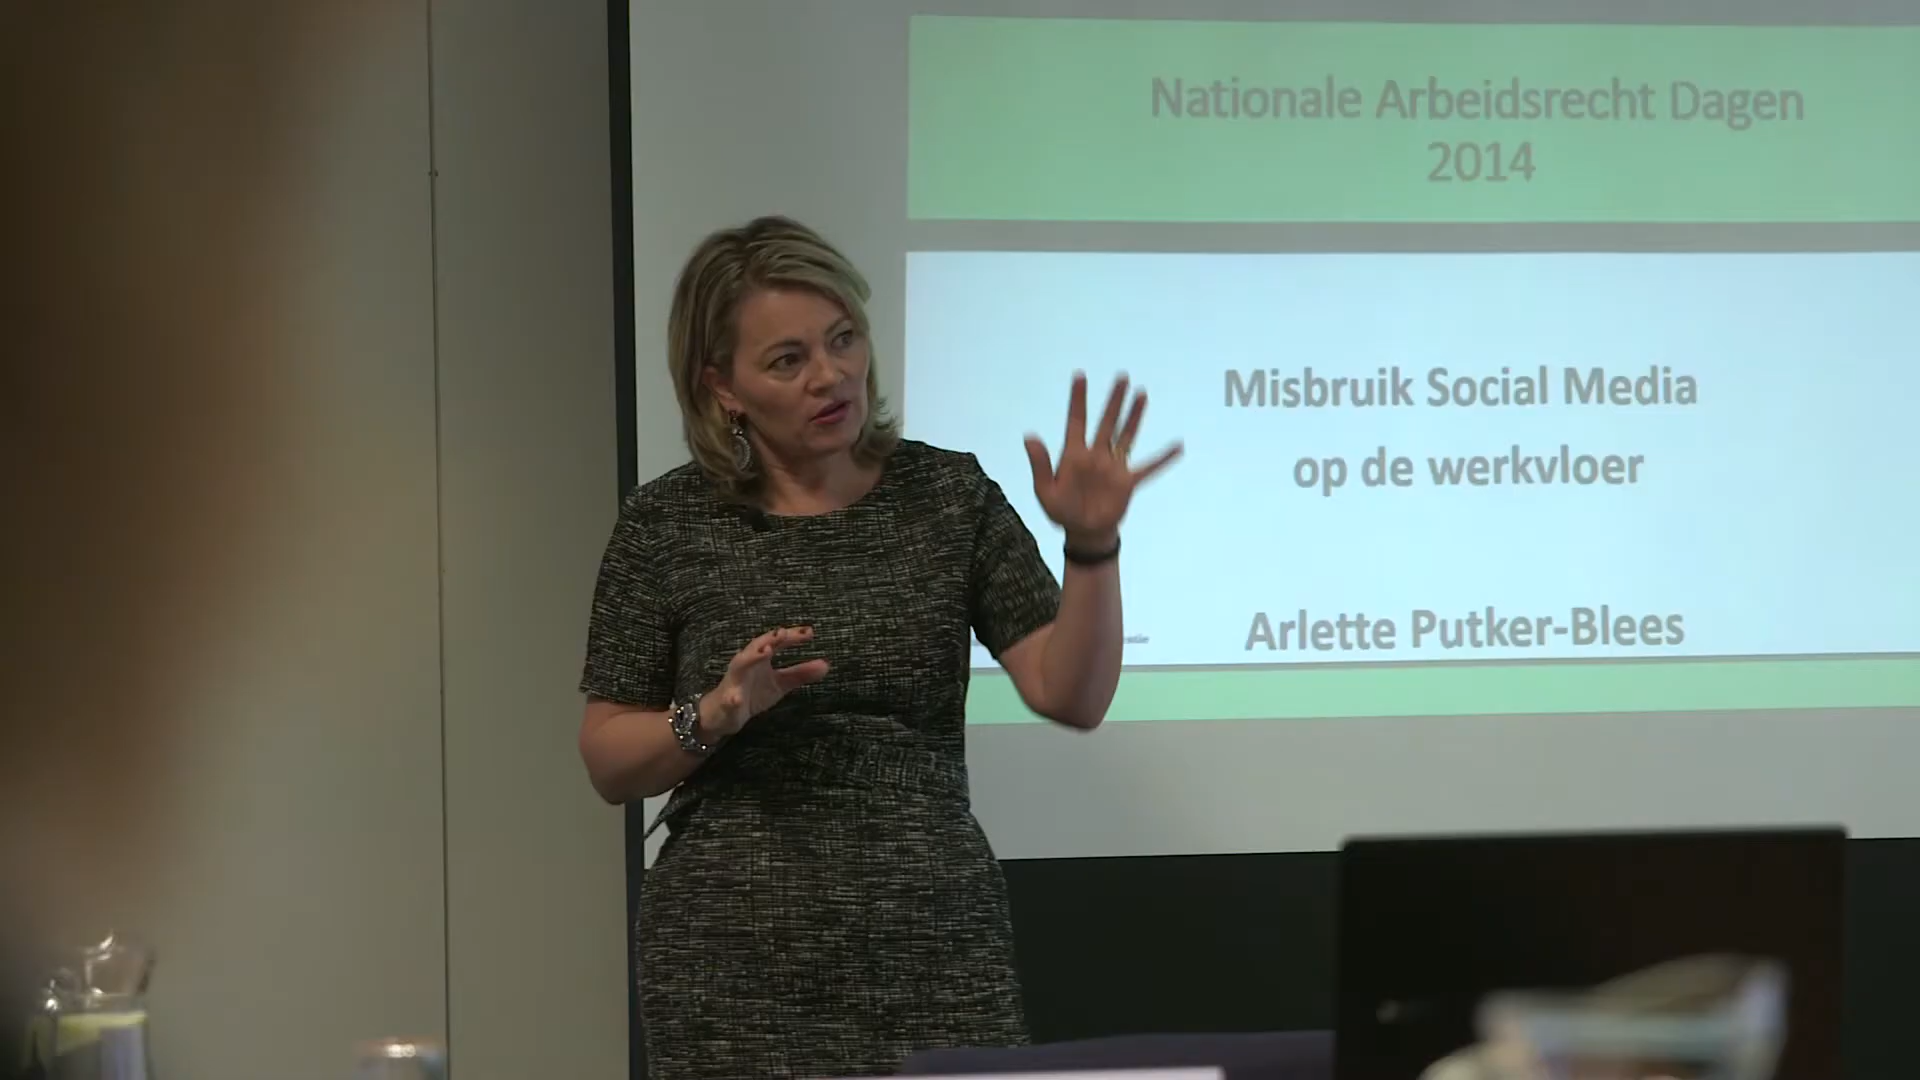 Nationale Arbeidsrecht Dagen
2014
Misbruik Social Media
op de werkvloer
Arlette Putker-Blees